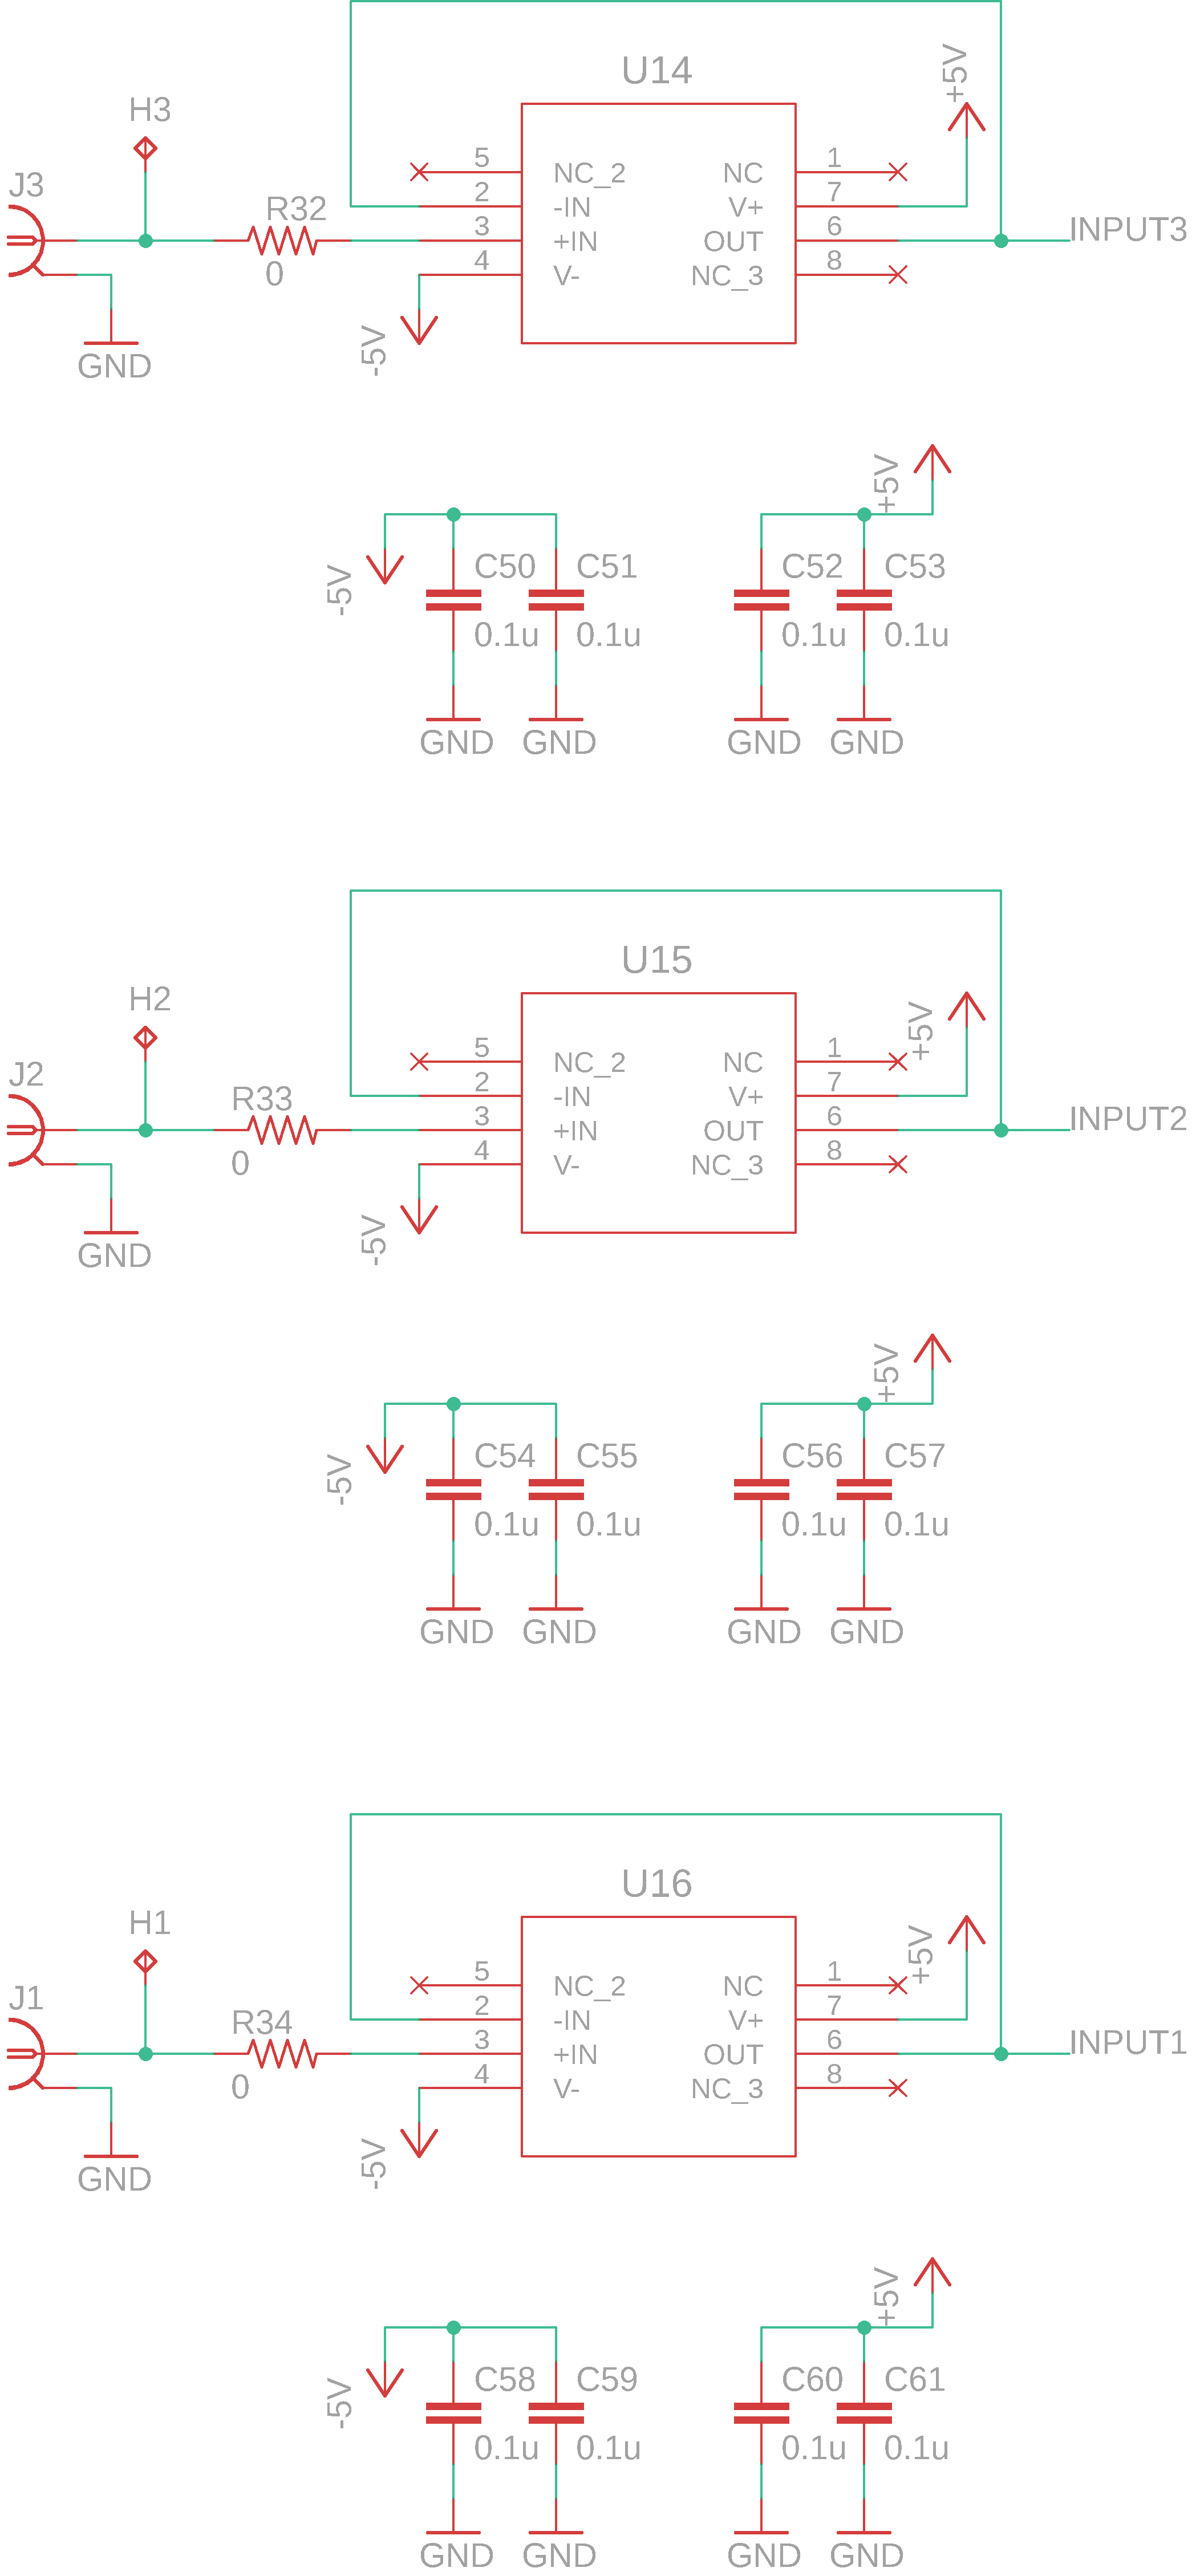 U14
+5V
H3
J3
R32
0
5
2
3
4
NC_2
-IN
+IN
V-
NC
V+
OUT
NC_3
1
7
6
8
INPUT3
GND
-5V
+5V
-5V
C50
C51
C52
C53
0.1u
0.1u
0.1u
0.1u
GND
GND
GND
GND
U15
+5V
H2
J2
R33
0
5
2
3
4
NC_2
-IN
+IN
V-
NC
V+
OUT
NC_3
1
7
6
8
INPUT2
GND
-5V
+5V
-5V
C54
C55
C56
C57
0.1u
0.1u
0.1u
0.1u
GND
GND
GND
GND
U16
+5V
H1
J1
R34
0
5
2
3
4
NC_2
-IN
+IN
V-
NC
V+
OUT
NC_3
1
7
6
8
INPUT1
GND
-5V
+5V
-5V
C58
C59
C60
C61
0.1u
0.1u
0.1u
0.1u
GND
GND
GND
GND